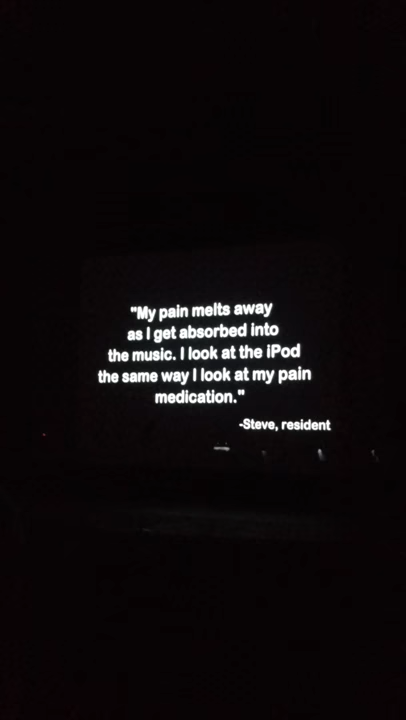 "My pain melts away
as I get absorbed into
the music. I look at the iPod
the same way I look at my pain
medication."
-Steve, resident